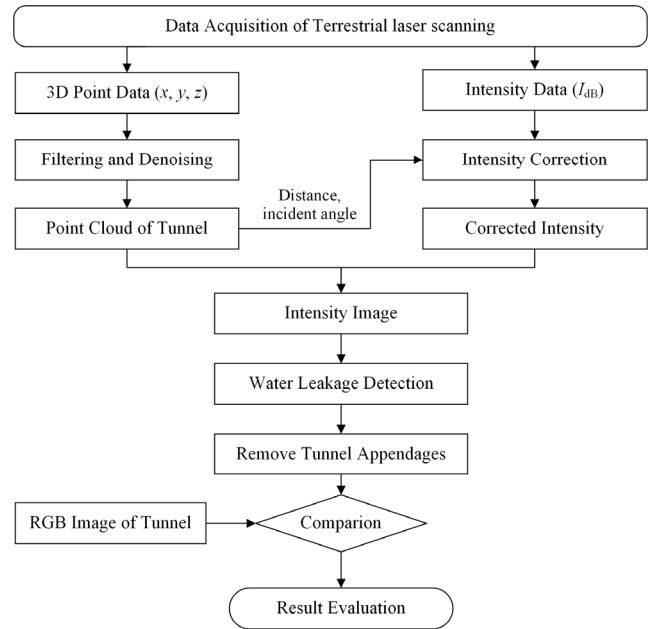 Data Acquisition of Terrestrial laser scanning
3D Point Data (x, y, z)
Intensity Data (IdB)
Filtering and Denoising
Intensity Correction
Distance,
incident angle
Point Cloud of Tunnel
Corrected Intensity
Intensity Image
Water Leakage Detection
Remove Tunnel Appendages
RGB Image of Tunnel
Comparion
Result Evaluation